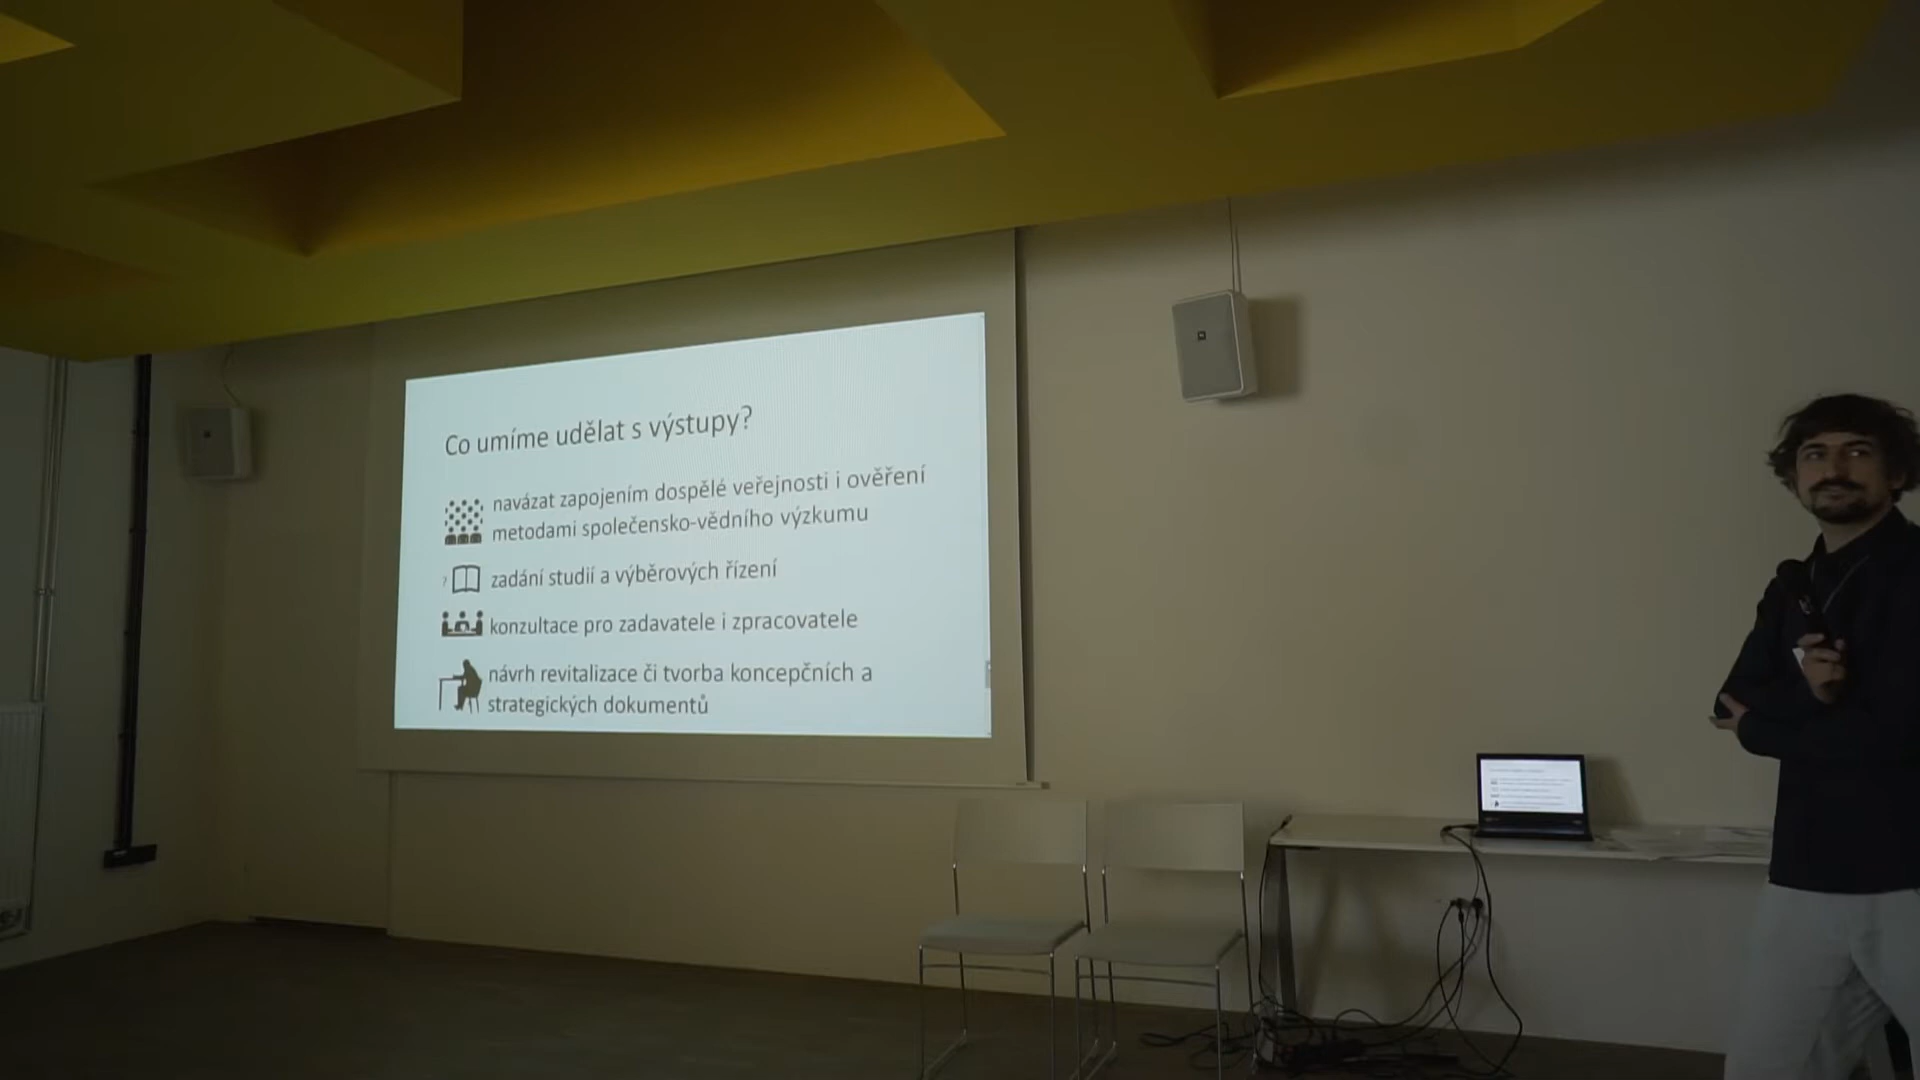 Co umíme udělat s výstupy?
navázat zapojením dospělé veřejnosti i ověření
metodami společensko-vědního výzkumu
? zadání studií a výběrových řízení
konzultace pro zadavatele i zpracovatele
návrh revitalizace či tvorba koncepčních a
strategických dokumentů